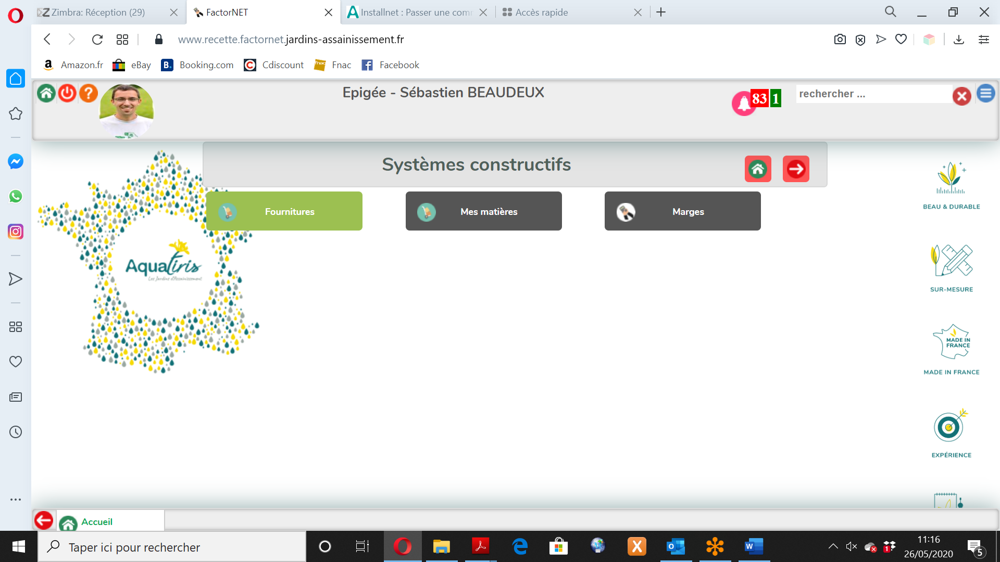 Zimbra: Réception (29)
FactorNET
Installnet : Passer une com
Accès rapide
www.recette.factornet.jardins-assainissement.fr
Amazon.fr
eBay
Booking.com
Cdiscount
Fnac
Facebook
Epigée - Sébastien BEAUDEUX
83 1
rechercher ...
Systèmes constructifs
Fournitures
Mes matières
Marges
Aquatiris
Les Jardins d'Assainissement
BEAU & DURABLE
SUR-MESURE
MADE IN
FRANCE
MADE IN FRANCE
EXPÉRIENCE
Accueil
Taper ici pour rechercher
11:16
26/05/2020
1
5